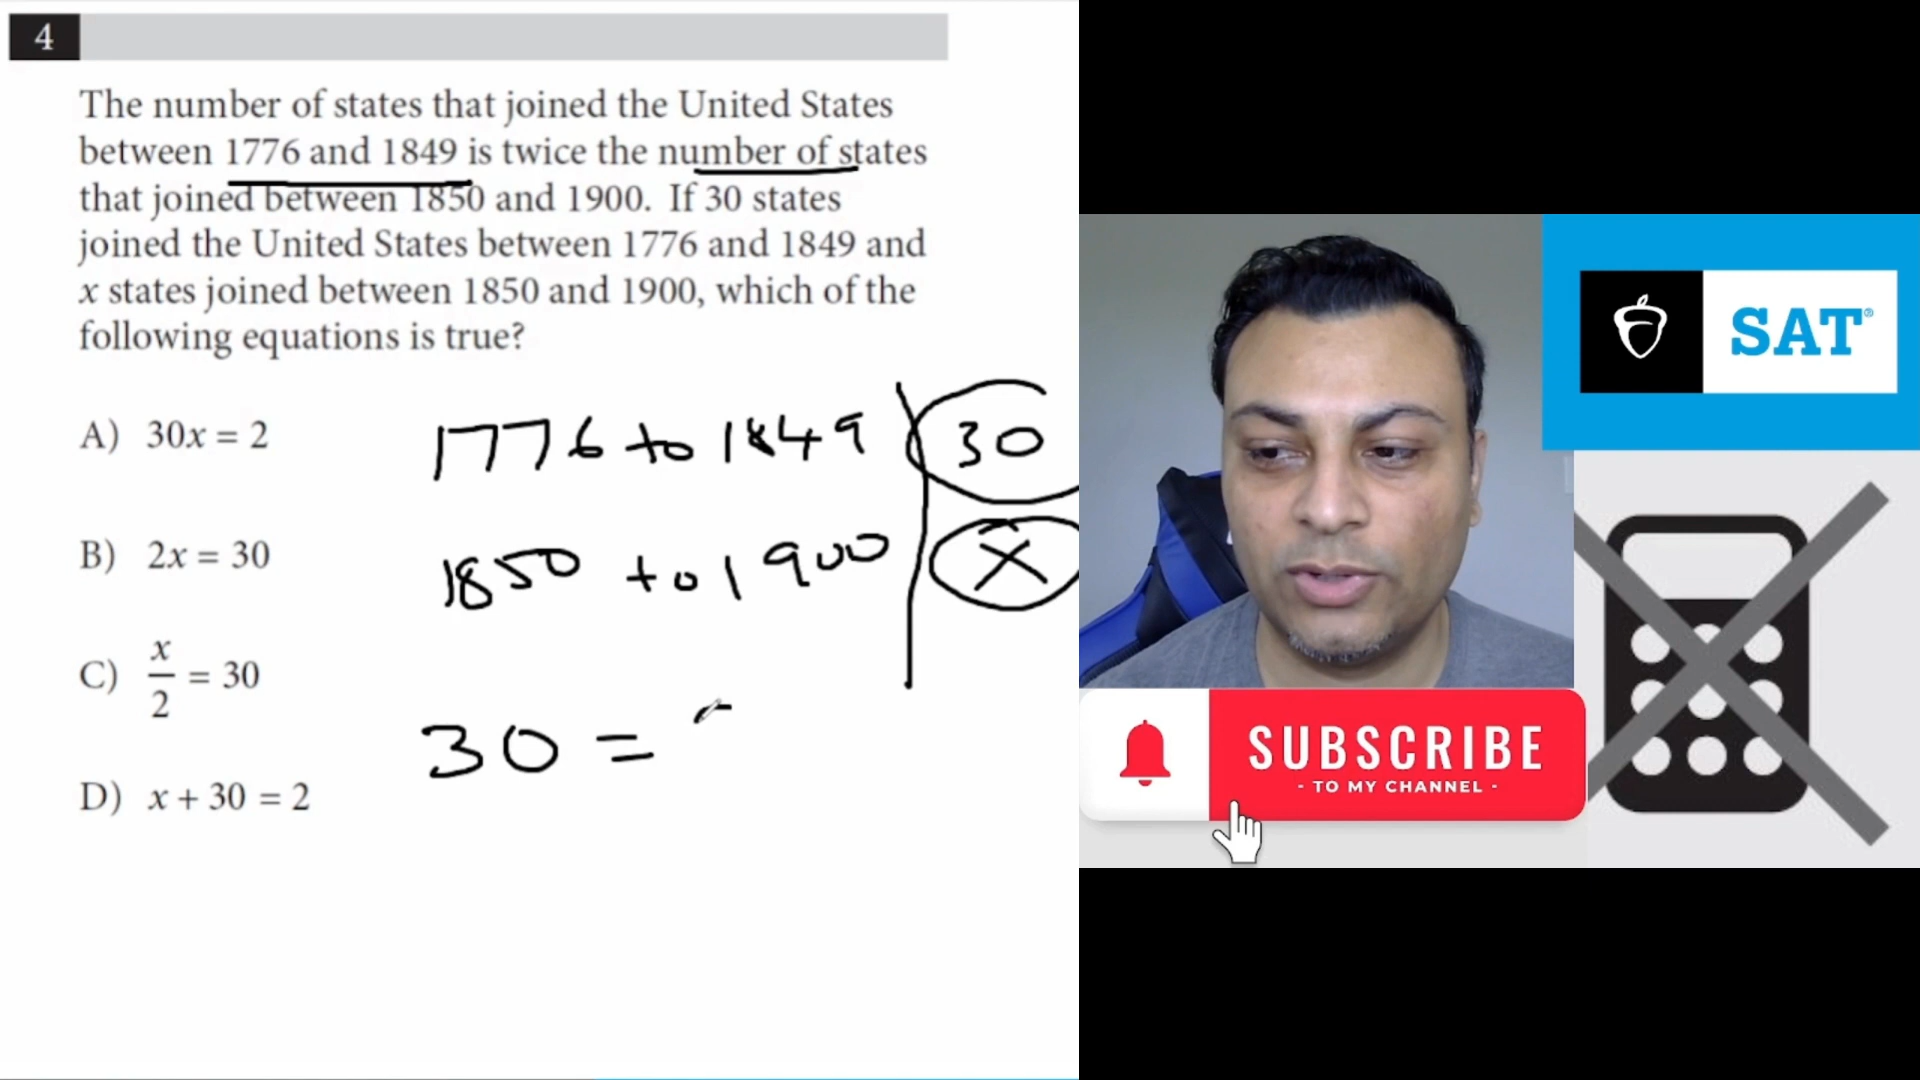 4
The number of states that joined the United States
between 1776 and 1849 is twice the number of states
that joined between 1850 and 1900. If 30 states
joined the United States between 1776 and 1849 and
x states joined between 1850 and 1900, which of the
following equations is true?
A) 30x = 2
B) 2x = 30
C) x/2 = 30
D) x + 30 = 2
1776 to 1849 30
1850 to 1900 x
30 =
SAT®
SUBSCRIBE
- TO MY CHANNEL -